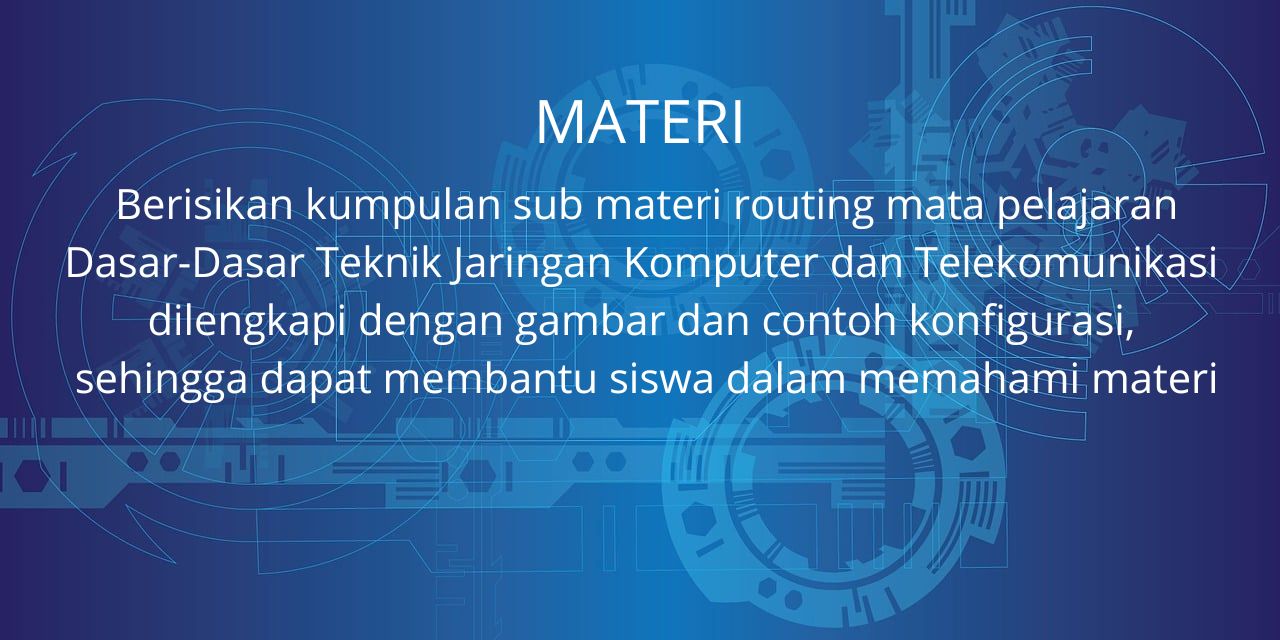 MATERI
Berisikan kumpulan sub materi routing mata pelajaran
Dasar-Dasar Teknik Jaringan Komputer dan Telekomunikasi
dilengkapi dengan gambar dan contoh konfigurasi,
sehingga dapat membantu siswa dalam memahami materi